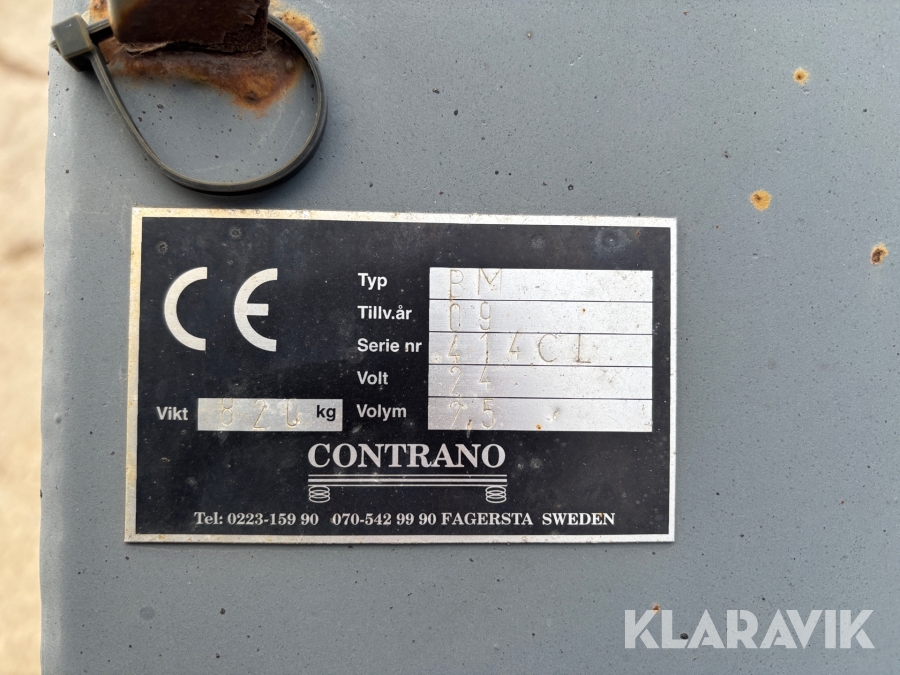 CE
Typ PM
Tillv.år 09
Serie nr 414CL
Volt 24
Vikt 820 kg Volym 7,5
CONTRANO
Tel: 0223-159 90 070-542 99 90 FAGERSTA SWEDEN
KLARAVIK